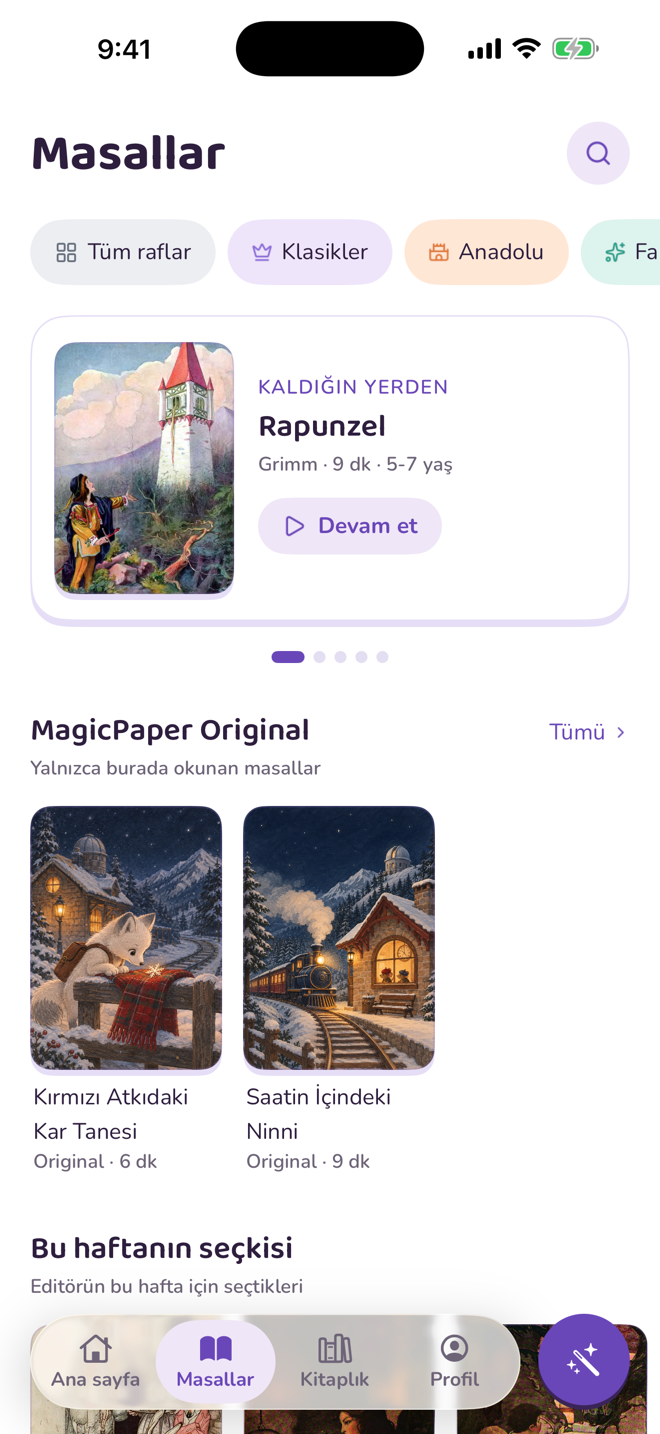 9:41
Masallar
Tüm raflar
Klasikler
Anadolu
Fa
KALDIĞIN YERDEN
Rapunzel
Grimm · 9 dk · 5-7 yaş
Devam et
MagicPaper Original
Tümü
Yalnızca burada okunan masallar
Kırmızı Atkıdaki
Kar Tanesi
Original · 6 dk
Saatin İçindeki
Ninni
Original · 9 dk
Bu haftanın seçkisi
Editörün bu hafta için seçtikleri
Ana sayfa
Masallar
Kitaplık
Profil